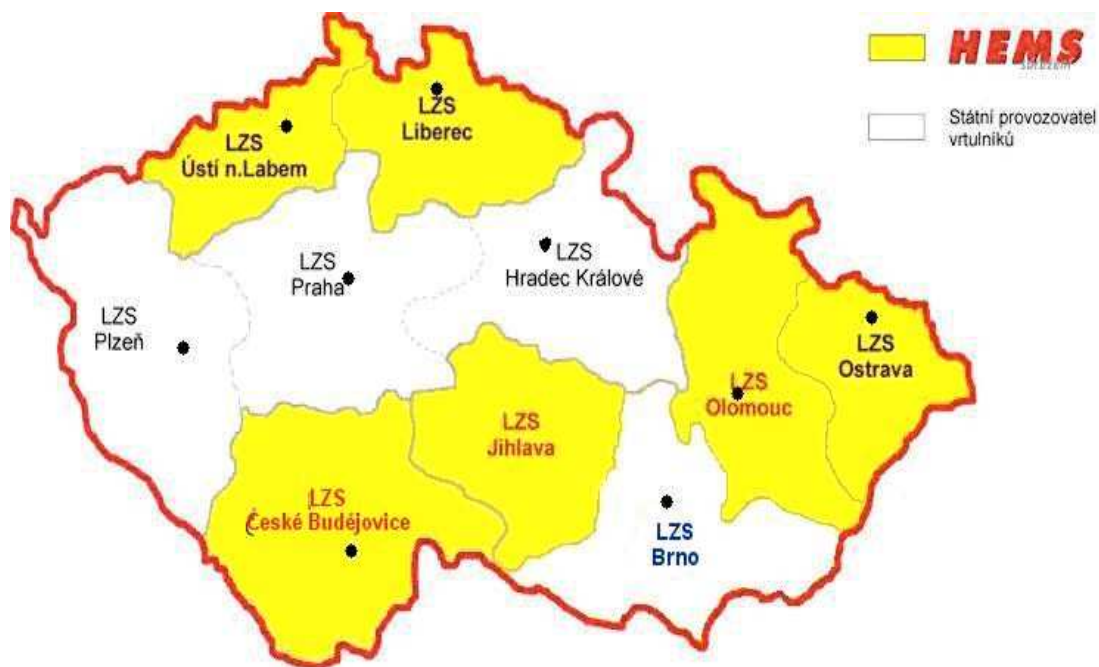 HEMS
Státní provozovatel
vrtulníků
LZS
Liberec
LZS
Ústí n.Labem
LZS
Hradec Králové
LZS
Praha
LZS
Plzeň
LZS
Ostrava
LZS
Olomouc
LZS
Jihlava
LZS
České Budějovice
LZS
Brno